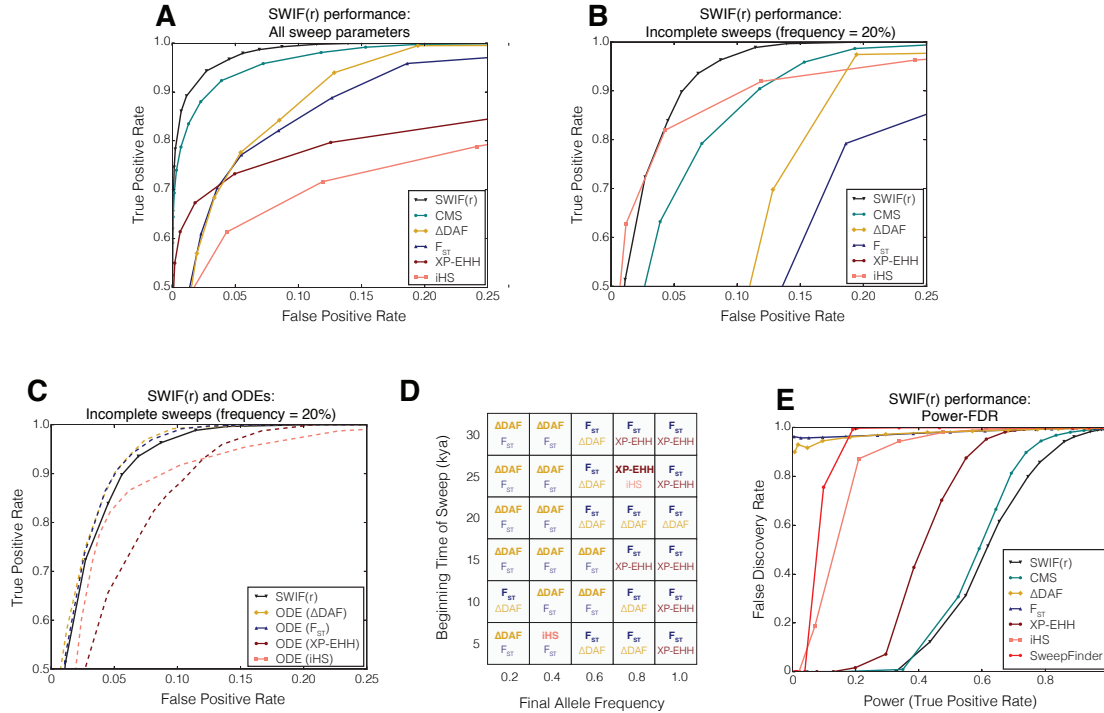 A
SWIF(r) performance:
All sweep parameters
True Positive Rate
1.0
0.9
0.8
0.7
0.6
0.5
0
0.05
0.10
0.15
0.20
0.25
False Positive Rate
SWIF(r)
CMS
ΔDAF
FST
XP-EHH
iHS
B
SWIF(r) performance:
Incomplete sweeps (frequency = 20%)
True Positive Rate
1.0
0.9
0.8
0.7
0.6
0.5
0
0.05
0.10
0.15
0.20
0.25
False Positive Rate
SWIF(r)
CMS
ΔDAF
FST
XP-EHH
iHS
C
SWIF(r) and ODEs:
Incomplete sweeps (frequency = 20%)
True Positive Rate
1.0
0.9
0.8
0.7
0.6
0.5
0
0.05
0.10
0.15
0.20
0.25
False Positive Rate
SWIF(r)
ODE (ΔDAF)
ODE (FST)
ODE (XP-EHH)
ODE (iHS)
D
Beginning Time of Sweep (kya)
30 ΔDAF ΔDAF FST FST FST
FST FST ΔDAF XP-EHH XP-EHH
25 ΔDAF ΔDAF FST XP-EHH FST
FST FST ΔDAF iHS XP-EHH
20 ΔDAF ΔDAF FST FST FST
FST FST ΔDAF ΔDAF ΔDAF
15 ΔDAF ΔDAF ΔDAF FST FST
FST FST FST XP-EHH XP-EHH
10 FST ΔDAF ΔDAF FST FST
ΔDAF FST FST ΔDAF XP-EHH
5 ΔDAF iHS FST FST FST
FST FST ΔDAF ΔDAF XP-EHH
0.2 0.4 0.6 0.8 1.0
Final Allele Frequency
E
SWIF(r) performance:
Power-FDR
False Discovery Rate
1.0
0.8
0.6
0.4
0.2
0
0
0.2
0.4
0.6
0.8
1.0
Power (True Positive Rate)
SWIF(r)
CMS
ΔDAF
FST
XP-EHH
iHS
SweepFinder